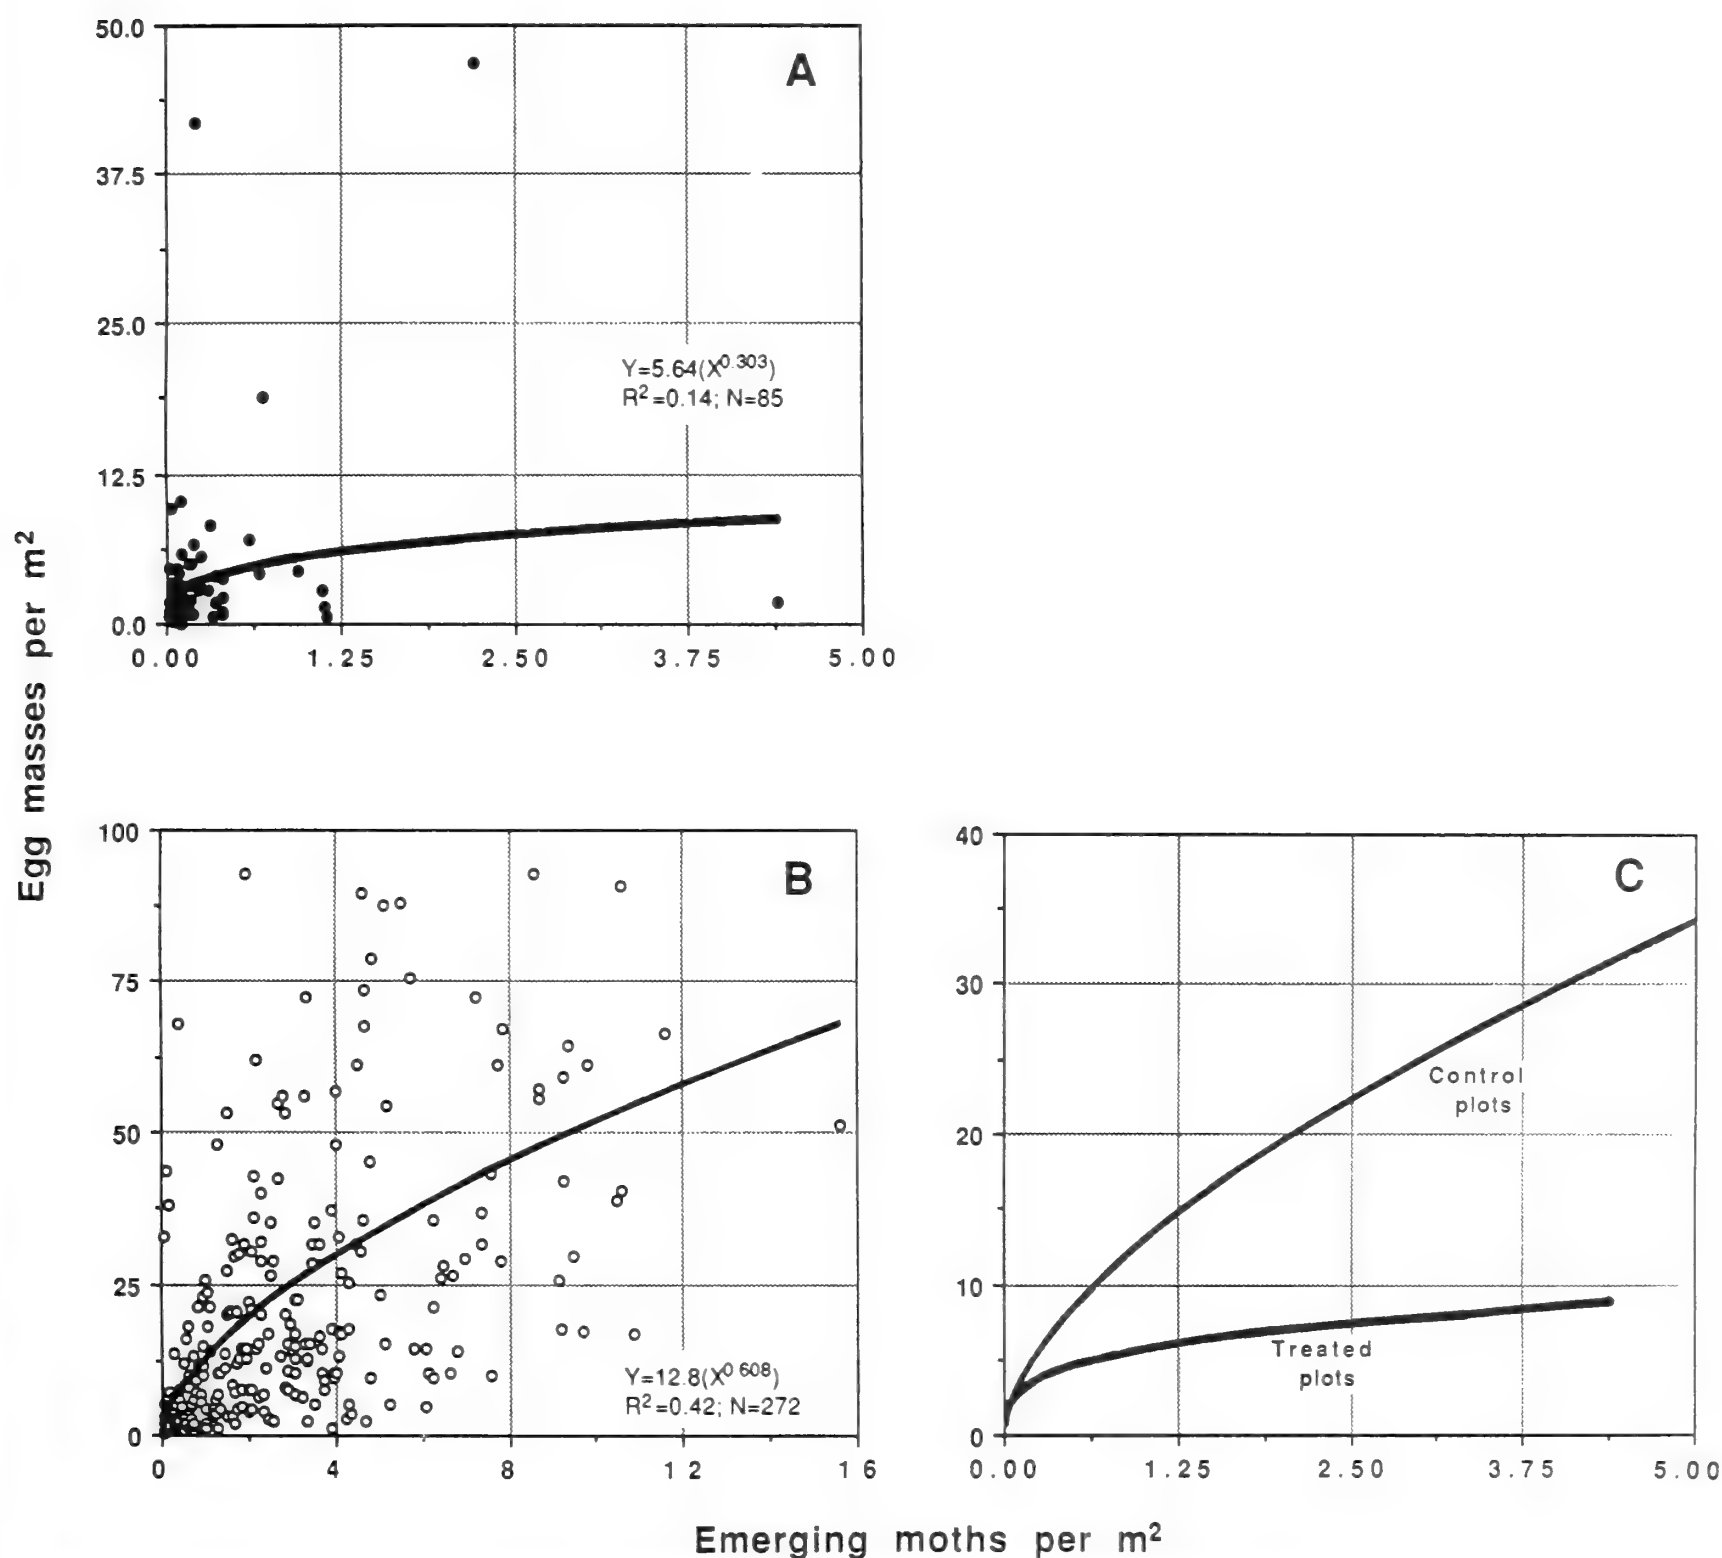 Egg masses per m²
50.0
37.5
25.0
12.5
0.0
A
Y=5.64(X^0.303)
R²=0.14; N=85
0.00 1.25 2.50 3.75 5.00
100
75
50
25
0
B
Y=12.8(X^0.608)
R²=0.42; N=272
0 4 8 12 16
40
30
20
10
0
C
Control
plots
Treated
plots
0.00 1.25 2.50 3.75 5.00
Emerging moths per m²